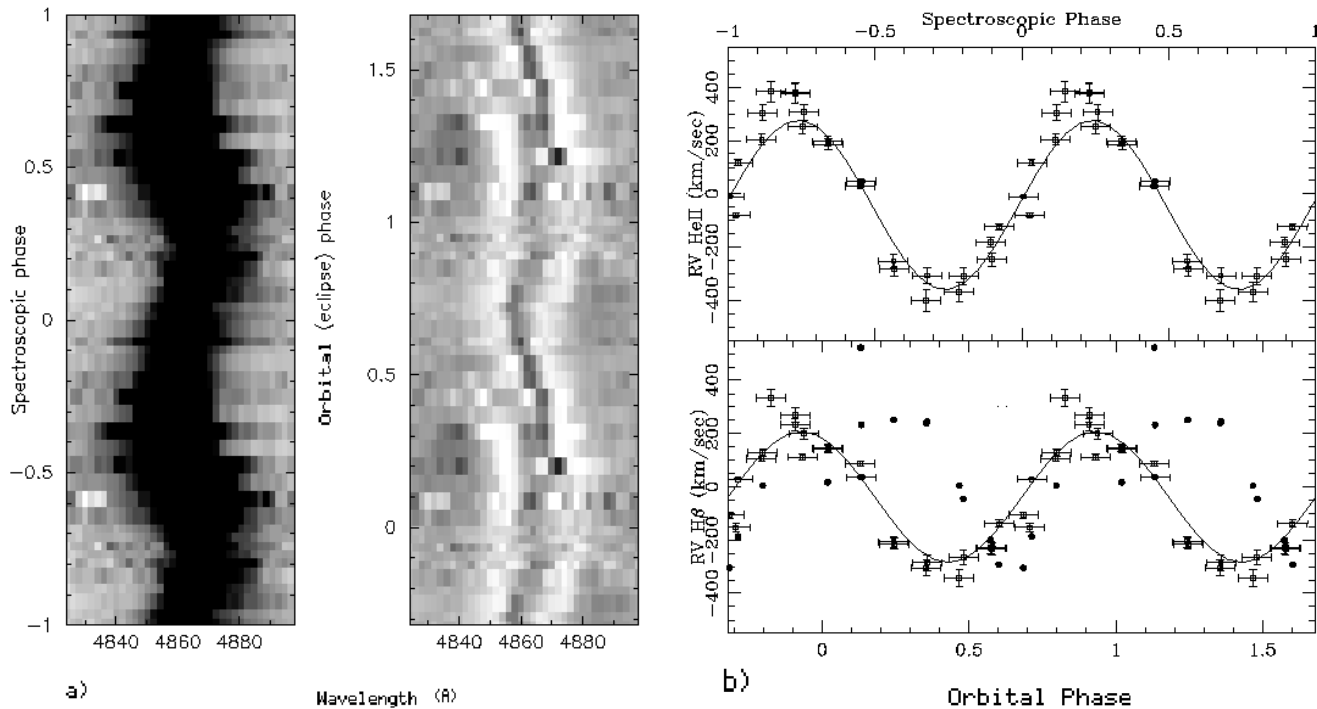 Spectroscopic Phase
-1 -0.5 0 0.5 1
1
0.5
0
-0.5
-1
Spectroscopic phase
4840 4860 4880
1.5
1
0.5
0
Orbital (eclipse) phase
4840 4860 4880
a)
Wavelength (A)
RV HeII (km/sec)
400
200
0
-200
-400
RV Hβ (km/sec)
400
200
0
-200
-400
0 0.5 1 1.5
b)
Orbital Phase